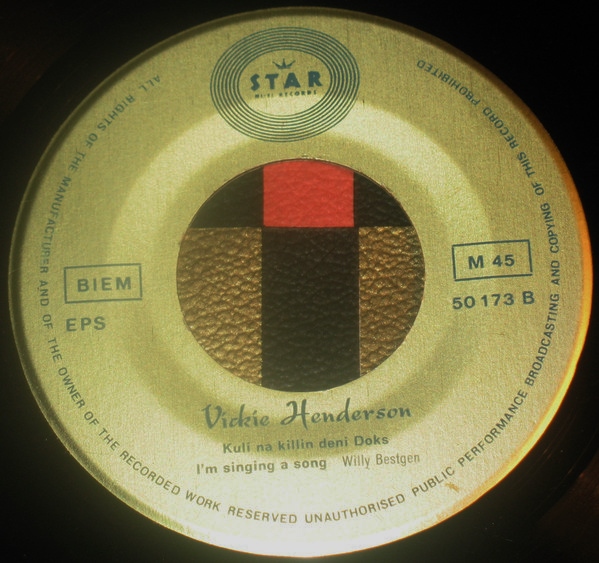 STAR
HI-FI RECORDS
ALL RIGHTS OF THE MANUFACTURER AND OF THE OWNER OF THE RECORDED WORK RESERVED UNAUTHORISED PUBLIC PERFORMANCE BROADCASTING AND COPYING OF THIS RECORD PROHIBITED
BIEM
EPS
M 45
50 173 B
Vickie Henderson
Kuli na killin deni Doks
I'm singing a song Willy Bestgen